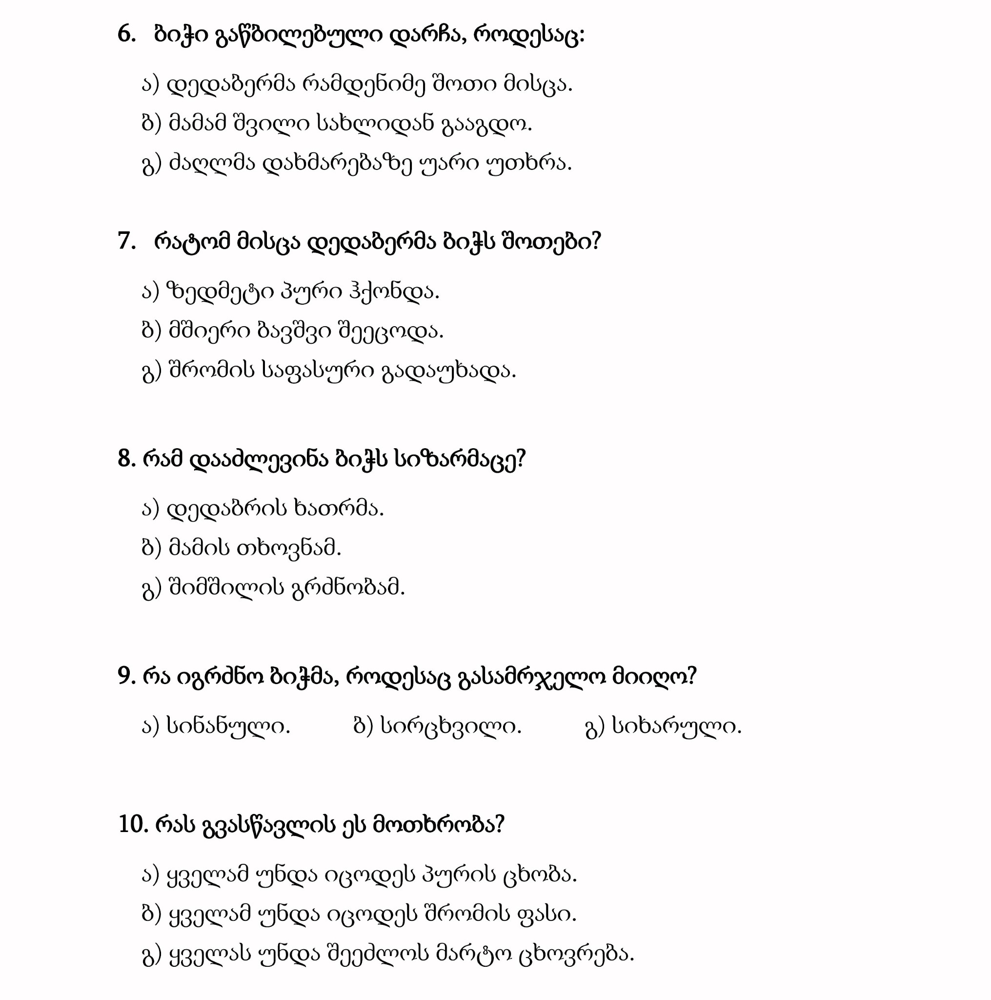 6. ბიჭი გაწბილებული დარჩა, როდესაც:
ა) დედაბერმა რამდენიმე შოთი მისცა.
ბ) მამამ შვილი სახლიდან გააგდო.
გ) ძაღლმა დახმარებაზე უარი უთხრა.
7. რატომ მისცა დედაბერმა ბიჭს შოთები?
ა) ზედმეტი პური ჰქონდა.
ბ) მშიერი ბავშვი შეეცოდა.
გ) შრომის საფასური გადაუხადა.
8. რამ დააძლევინა ბიჭს სიზარმაცე?
ა) დედაბრის ხათრმა.
ბ) მამის თხოვნამ.
გ) შიმშილის გრძნობამ.
9. რა იგრძნო ბიჭმა, როდესაც გასამრჯელო მიიღო?
ა) სინანული. ბ) სირცხვილი. გ) სიხარული.
10. რას გვასწავლის ეს მოთხრობა?
ა) ყველამ უნდა იცოდეს პურის ცხობა.
ბ) ყველამ უნდა იცოდეს შრომის ფასი.
გ) ყველას უნდა შეეძლოს მარტო ცხოვრება.